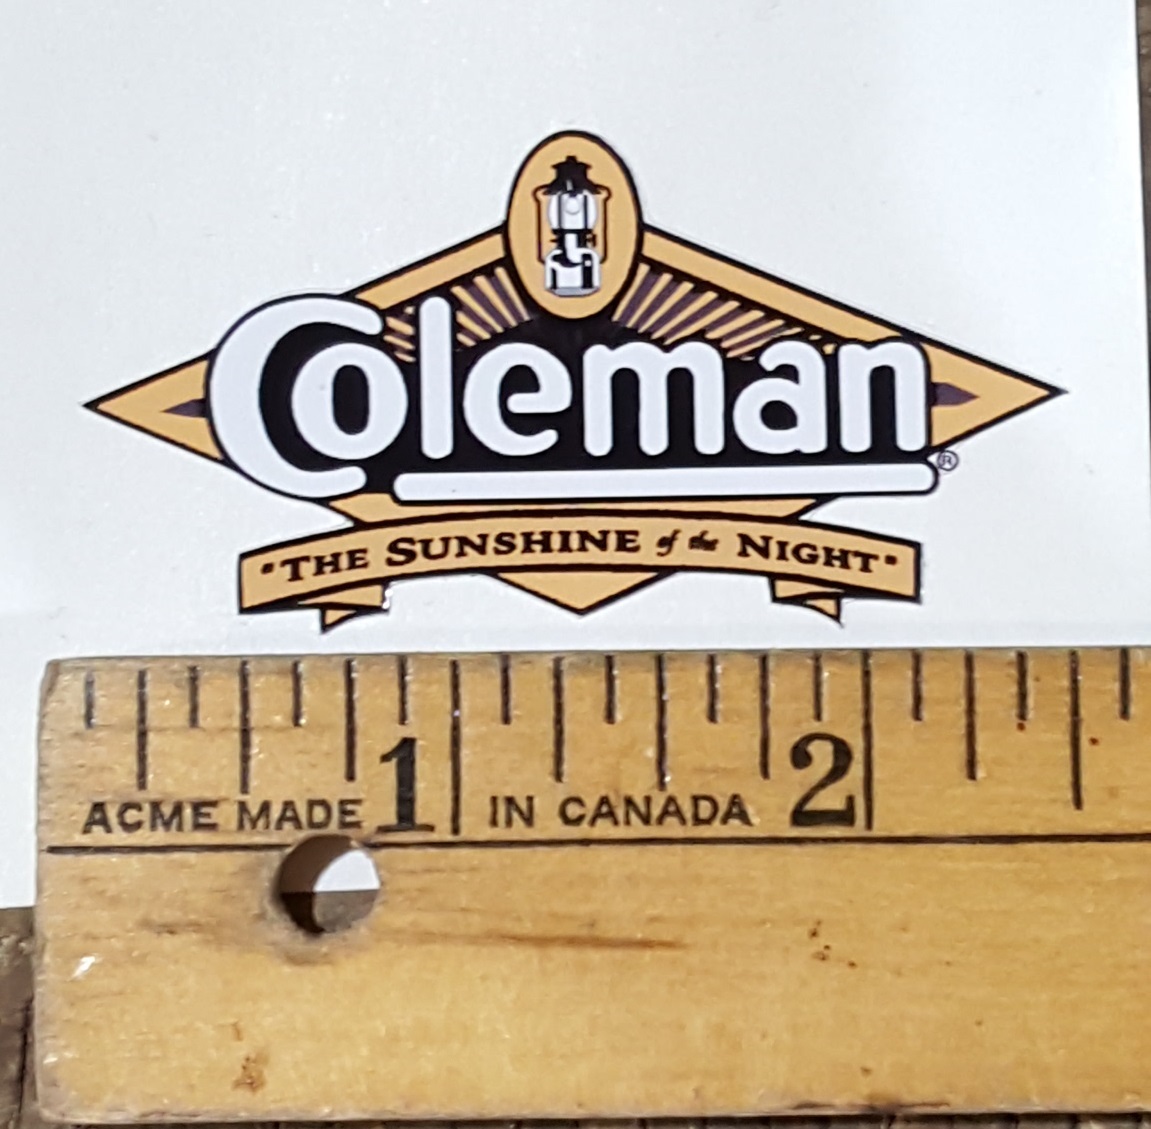 Coleman
®
"THE SUNSHINE of the NIGHT"
1 2
ACME MADE IN CANADA